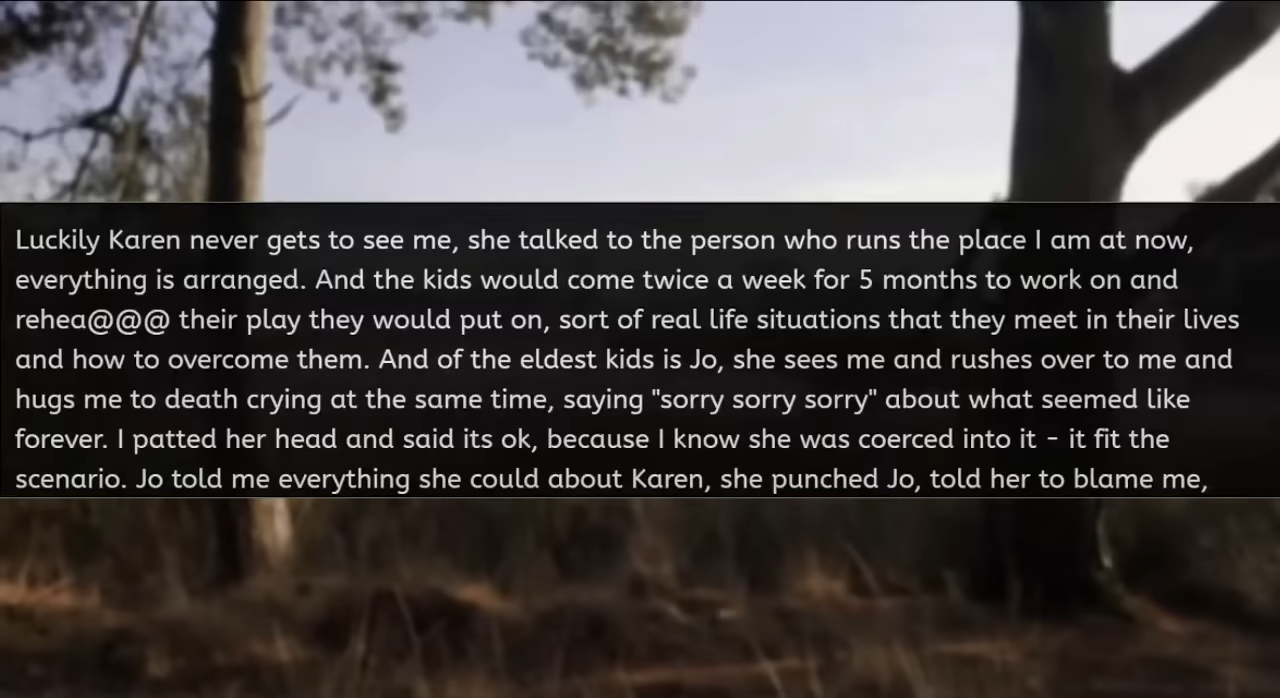 Luckily Karen never gets to see me, she talked to the person who runs the place I am at now,
everything is arranged. And the kids would come twice a week for 5 months to work on and
rehea@@@ their play they would put on, sort of real life situations that they meet in their lives
and how to overcome them. And of the eldest kids is Jo, she sees me and rushes over to me and
hugs me to death crying at the same time, saying "sorry sorry sorry" about what seemed like
forever. I patted her head and said its ok, because I know she was coerced into it - it fit the
scenario. Jo told me everything she could about Karen, she punched Jo, told her to blame me,